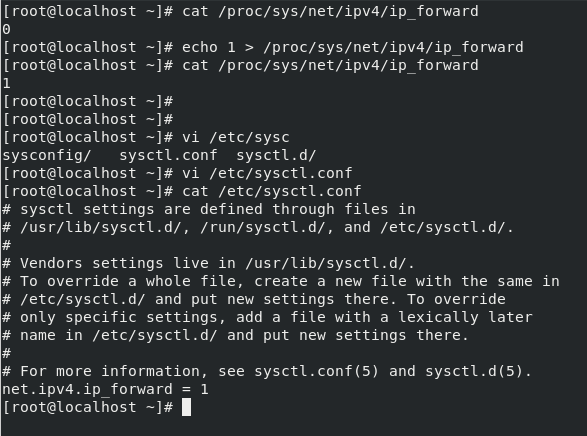 [root@localhost ~]# cat /proc/sys/net/ipv4/ip_forward
0
[root@localhost ~]# echo 1 > /proc/sys/net/ipv4/ip_forward
[root@localhost ~]# cat /proc/sys/net/ipv4/ip_forward
1
[root@localhost ~]#
[root@localhost ~]#
[root@localhost ~]# vi /etc/sysc
sysconfig/   sysctl.conf  sysctl.d/
[root@localhost ~]# vi /etc/sysctl.conf
[root@localhost ~]# cat /etc/sysctl.conf
# sysctl settings are defined through files in
# /usr/lib/sysctl.d/, /run/sysctl.d/, and /etc/sysctl.d/.
#
# Vendors settings live in /usr/lib/sysctl.d/.
# To override a whole file, create a new file with the same in
# /etc/sysctl.d/ and put new settings there. To override
# only specific settings, add a file with a lexically later
# name in /etc/sysctl.d/ and put new settings there.
#
# For more information, see sysctl.conf(5) and sysctl.d(5).
net.ipv4.ip_forward = 1
[root@localhost ~]#